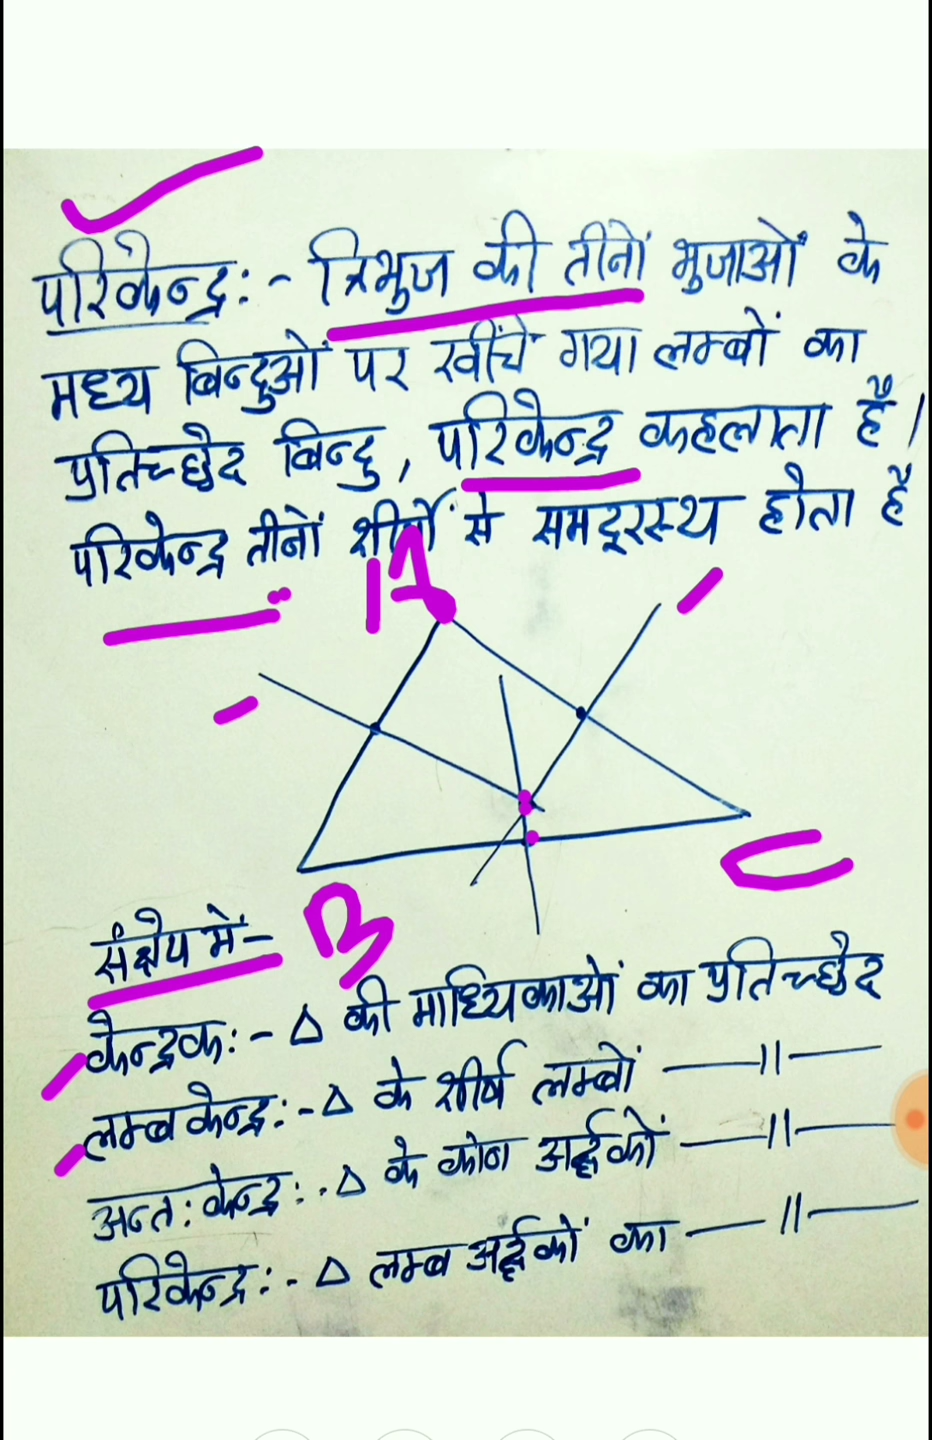 परिकेन्द्र:- त्रिभुज की तीनों भुजाओं के
मध्य बिन्दुओं पर खींचे गया लम्बों का
प्रतिच्छेद बिन्दु, परिकेन्द्र कहलाता है।
परिकेन्द्र तीनों शीर्षों से समदूरस्थ होता है
A
B
C
संक्षेप में-
केन्द्रक:- Δ की माध्यिकाओं का प्रतिच्छेद
लम्बकेन्द्र:- Δ के शीर्ष लम्बों —"—
अन्त:केन्द्र:- Δ के कोन अर्द्धकों —"—
परिकेन्द्र:- Δ लम्ब अर्द्धकों का —"—